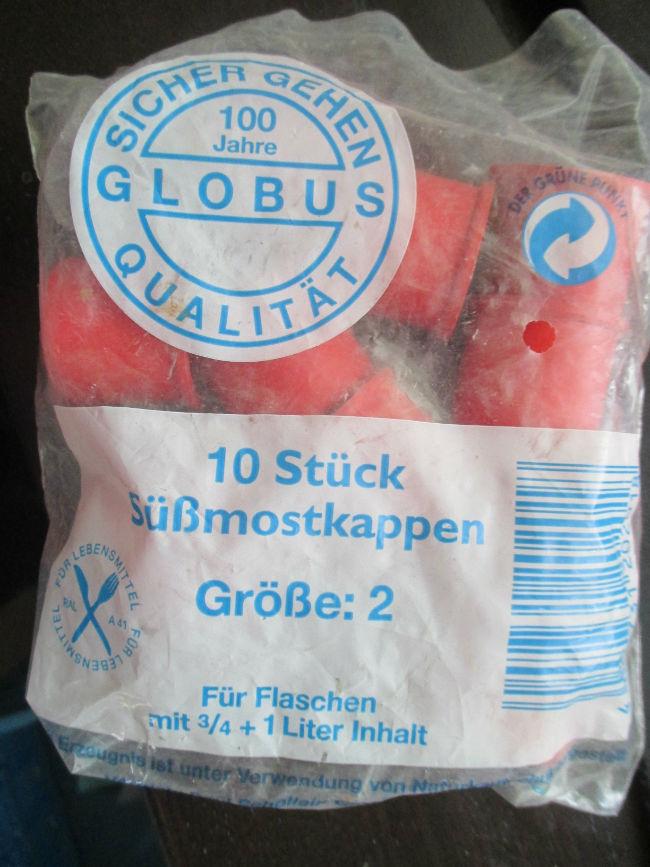 SICHER GEHEN
100
Jahre
GLOBUS
QUALITÄT
DER GRÜNE PUNKT
10 Stück
Süßmostkappen
Größe: 2
FÜR LEBENSMITTEL
RAL
A 41
FÜR LEBENSMITTEL
Für Flaschen
mit 3/4 + 1 Liter Inhalt
Erzeugnis ist unter Verwendung von